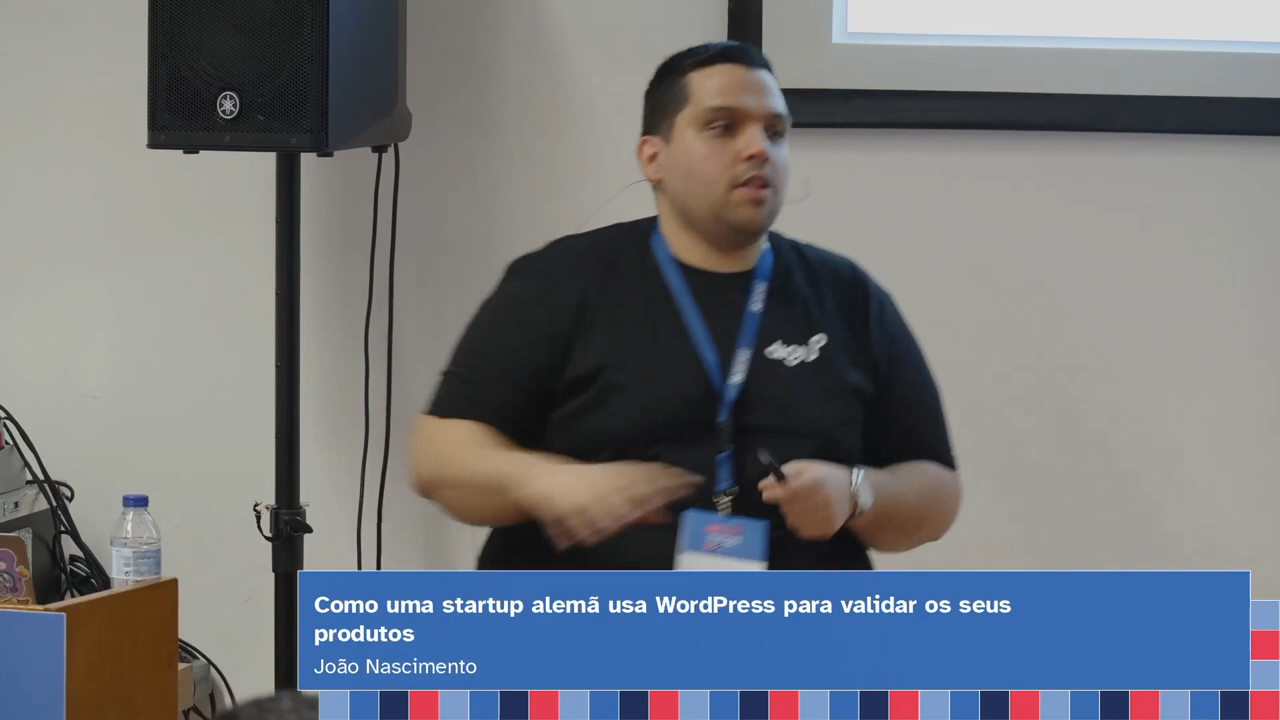 Como uma startup alemã usa WordPress para validar os seus
produtos
João Nascimento